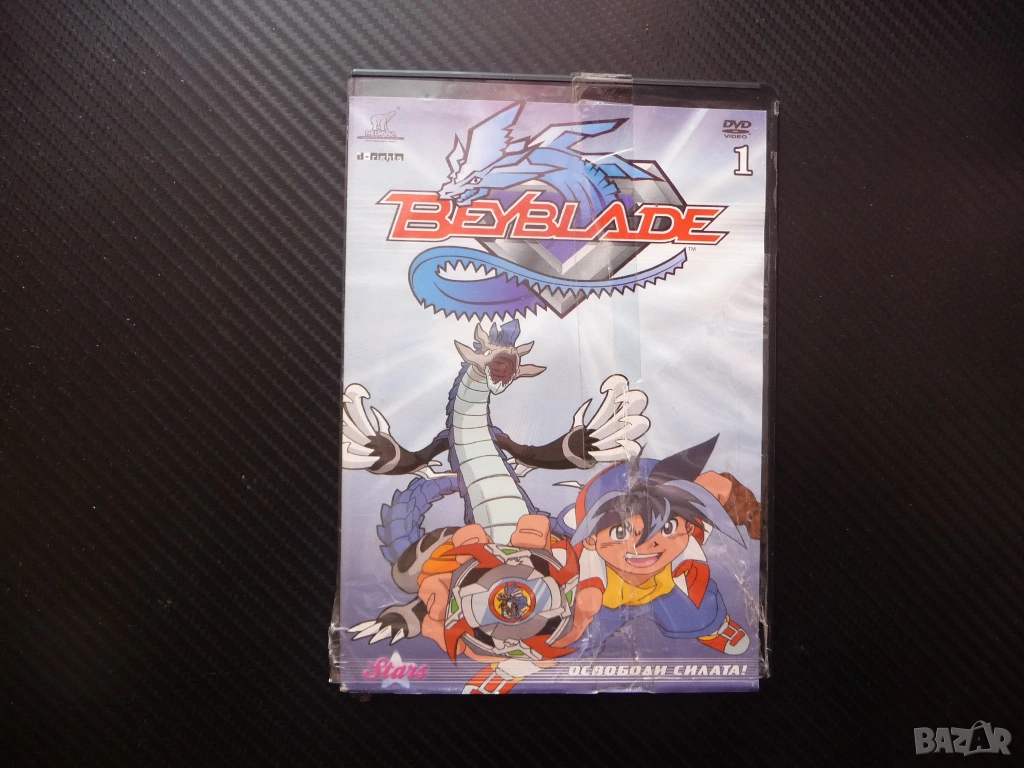 d-rights
DVD
VIDEO
1
BEYBLADE
TM
Stars
ОСВОБОДИ СИЛАТА!
BAZAR